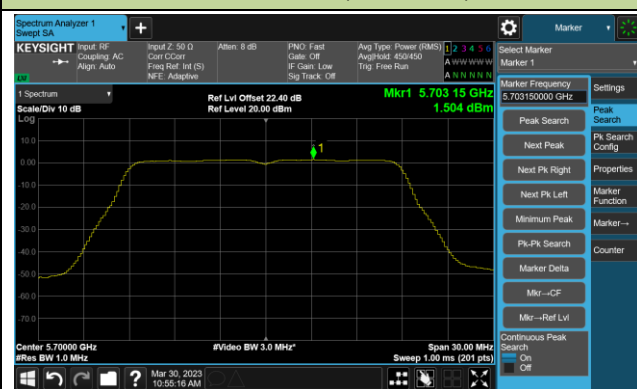 Spectrum Analyzer 1
Swept SA
+
Marker
KEYSIGHT
Input: RF
Coupling: AC
Align: Auto
Input Z: 50 Ω
Corr CCorr
Freq Ref: Int (S)
NFE: Adaptive
Atten: 8 dB
PNO: Fast
Gate: Off
IF Gain: Low
Sig Track: Off
Avg Type: Power (RMS)
Avg|Hold: 450/450
Trig: Free Run
1 2 3 4 5 6
A W W W W W
A N N N N N
Select Marker
Marker 1
1 Spectrum
Scale/Div 10 dB
Log
Ref Lvl Offset 22.40 dB
Ref Level 20.00 dBm
Mkr1 5.703 15 GHz
1.504 dBm
10.0
0.00
-10.0
-20.0
-30.0
-40.0
-50.0
-60.0
-70.0
1
Center 5.70000 GHz
#Res BW 1.0 MHz
#Video BW 3.0 MHz*
Span 30.00 MHz
Sweep 1.00 ms (201 pts)
Marker Frequency
5.703150000 GHz
Peak Search
Next Peak
Next Pk Right
Next Pk Left
Minimum Peak
Pk-Pk Search
Marker Delta
Mkr→CF
Mkr→Ref Lvl
Continuous Peak
Search
On
Off
Settings
Peak
Search
Pk Search
Config
Properties
Marker
Function
Marker→
Counter
?
Mar 30, 2023
10:55:16 AM